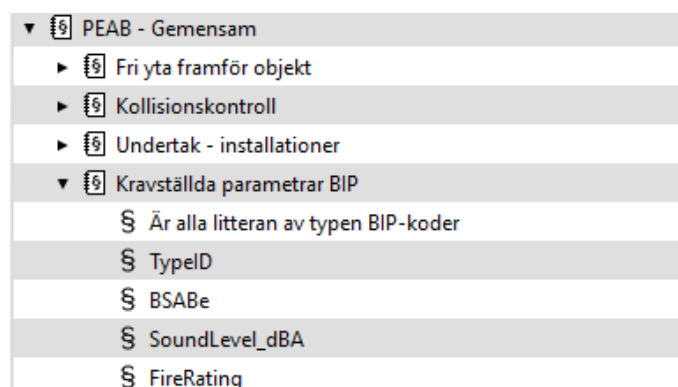 PEAB - Gemensam
Fri yta framför objekt
Kollisionskontroll
Undertak - installationer
Kravställda parametrar BIP
§ Är alla litteran av typen BIP-koder
§ TypeID
§ BSABe
§ SoundLevel_dBA
§ FireRating